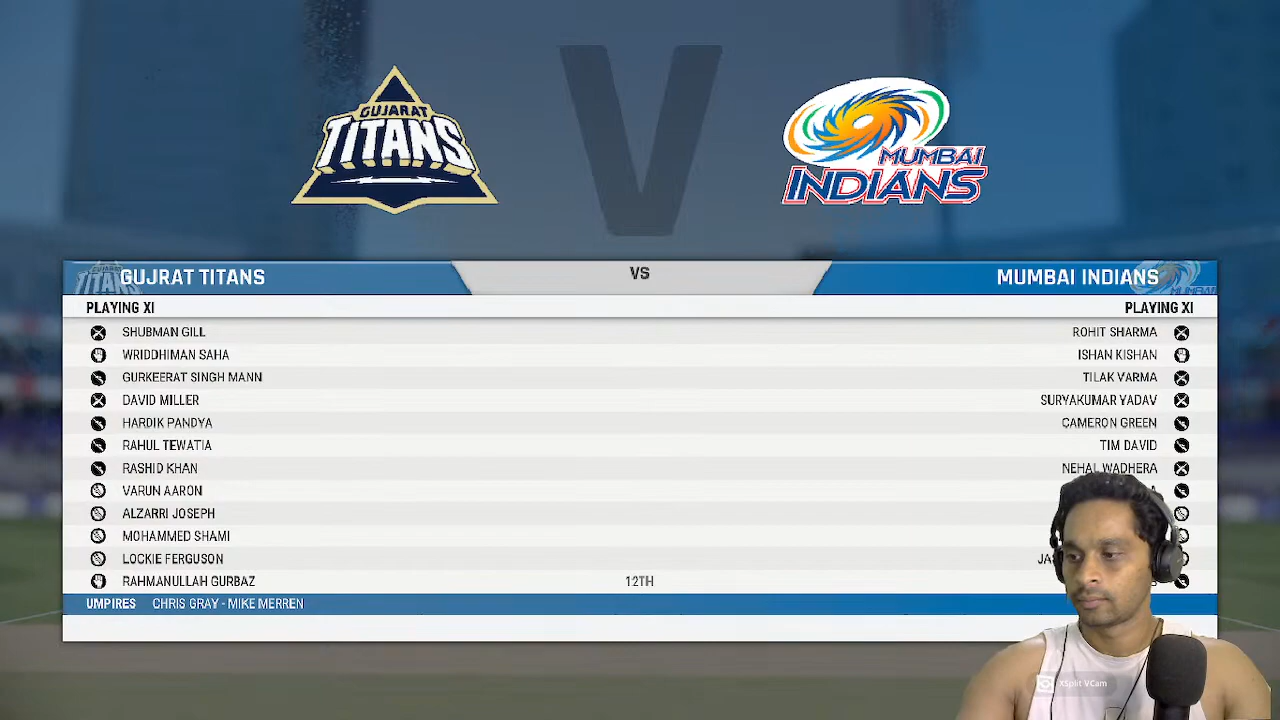 V
GUJARAT
TITANS
MUMBAI
INDIANS
GUJRAT TITANS VS MUMBAI INDIANS
PLAYING XI PLAYING XI
SHUBMAN GILL ROHIT SHARMA
WRIDDHIMAN SAHA ISHAN KISHAN
GURKEERAT SINGH MANN TILAK VARMA
DAVID MILLER SURYAKUMAR YADAV
HARDIK PANDYA CAMERON GREEN
RAHUL TEWATIA TIM DAVID
RASHID KHAN NEHAL WADHERA
VARUN AARON
ALZARRI JOSEPH
MOHAMMED SHAMI
LOCKIE FERGUSON
RAHMANULLAH GURBAZ 12TH
UMPIRES CHRIS GRAY - MIKE MERREN
XSplit VCam